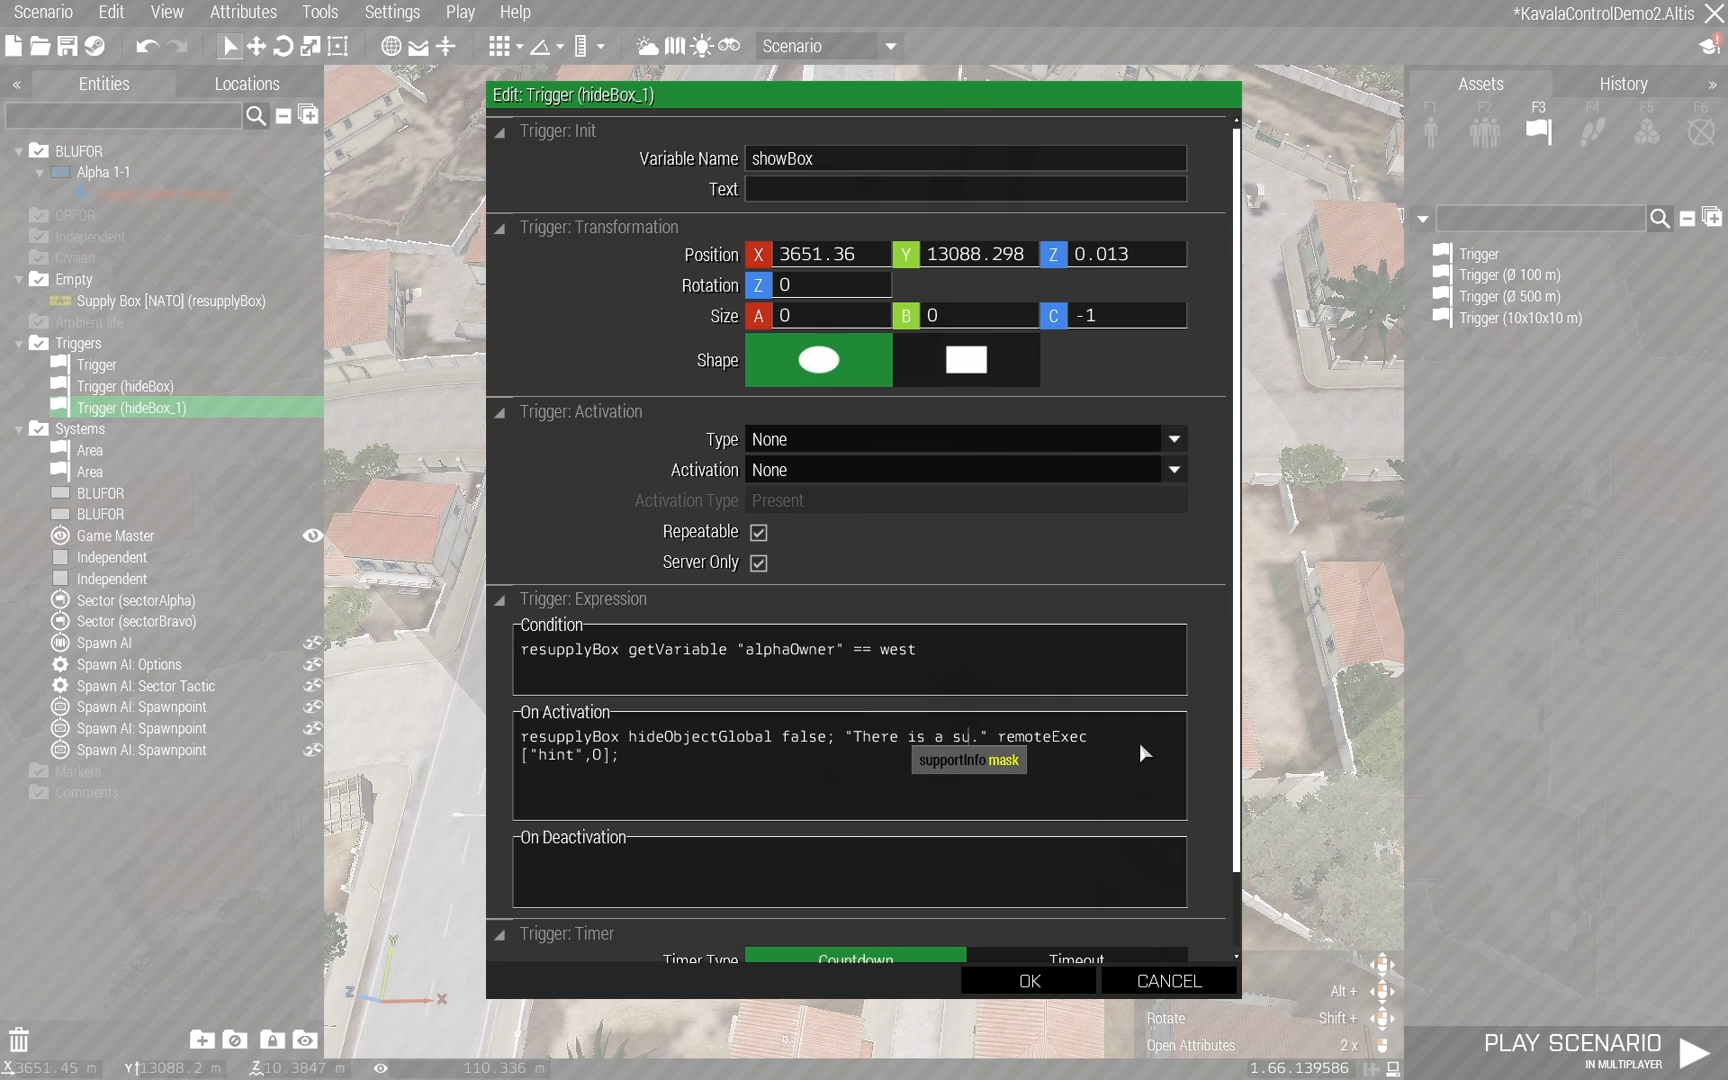 Scenario Edit View Attributes Tools Settings Play Help
*KavalaControlDemo2.Altis
Scenario
Entities
Locations
BLUFOR
Alpha 1-1
OPFOR
Independent
Civilian
Empty
Supply Box [NATO] (resupplyBox)
Ambient life
Triggers
Trigger
Trigger (hideBox)
Trigger (hideBox_1)
Systems
Area
Area
BLUFOR
BLUFOR
Game Master
Independent
Independent
Sector (sectorAlpha)
Sector (sectorBravo)
Spawn AI
Spawn AI: Options
Spawn AI: Sector Tactic
Spawn AI: Spawnpoint
Spawn AI: Spawnpoint
Spawn AI: Spawnpoint
Markers
Comments
Edit: Trigger (hideBox_1)
Trigger: Init
Variable Name showBox
Text
Trigger: Transformation
Position X 3651.36 Y 13088.298 Z 0.013
Rotation Z 0
Size A 0 B 0 C -1
Shape
Trigger: Activation
Type None
Activation None
Activation Type Present
Repeatable
Server Only
Trigger: Expression
Condition
resupplyBox getVariable "alphaOwner" == west
On Activation
resupplyBox hideObjectGlobal false; "There is a su." remoteExec
["hint",0];
supportInfo mask
On Deactivation
Trigger: Timer
Timer Type Countdown Timeout
OK CANCEL
Assets
History
F1 F2 F3 F4 F5 F6
Trigger
Trigger (Ø 100 m)
Trigger (Ø 500 m)
Trigger (10x10x10 m)
Y
Z
X
Alt +
Rotate Shift +
Open Attributes 2 x
PLAY SCENARIO
IN MULTIPLAYER
X 3651.45 m Y 13088.2 m Z 10.3847 m 110.336 m 1.66.139586